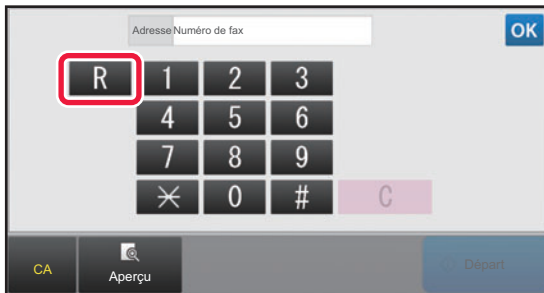 Adresse Numéro de fax OK
R 1 2 3
4 5 6
7 8 9
* 0 # C
CA Aperçu Départ